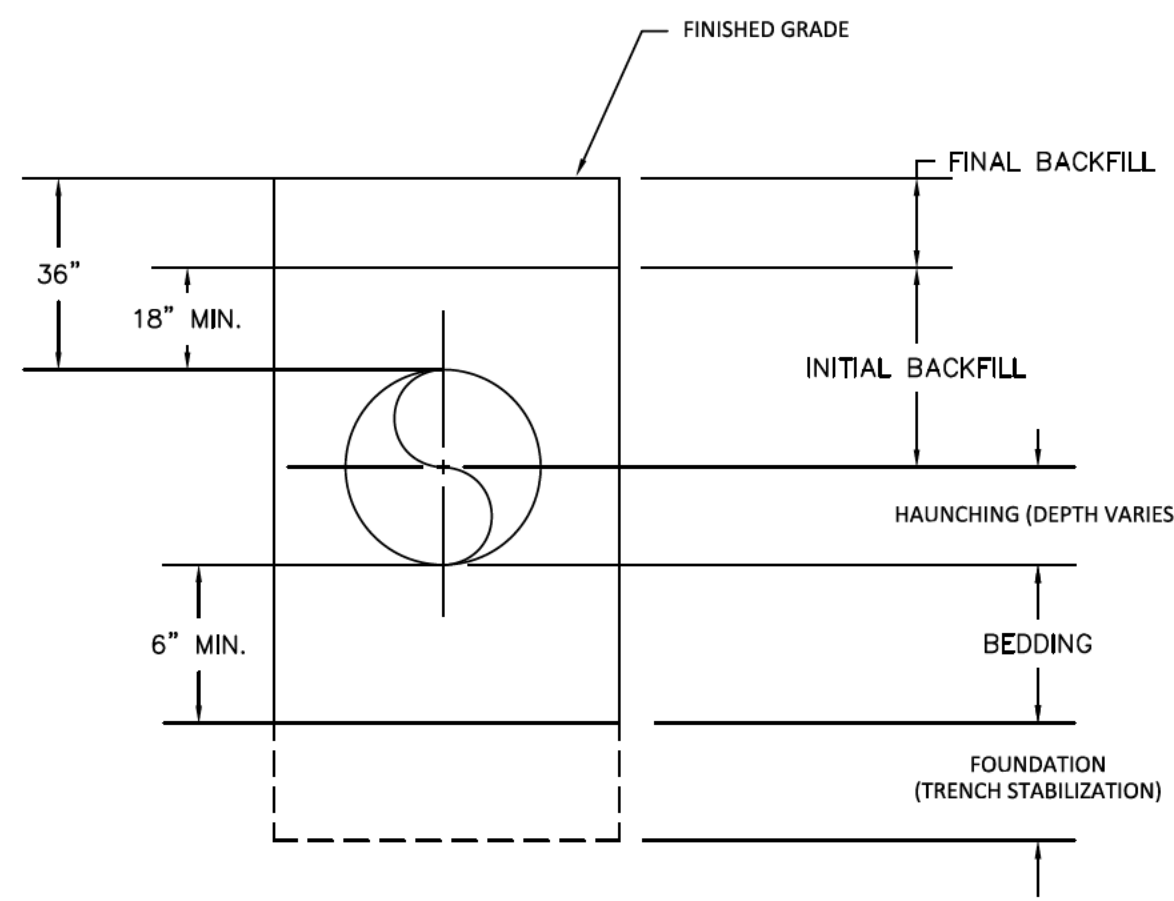 FINISHED GRADE
FINAL BACKFILL
36”
18” MIN.
INITIAL BACKFILL
HAUNCHING (DEPTH VARIES
6” MIN.
BEDDING
FOUNDATION
(TRENCH STABILIZATION)